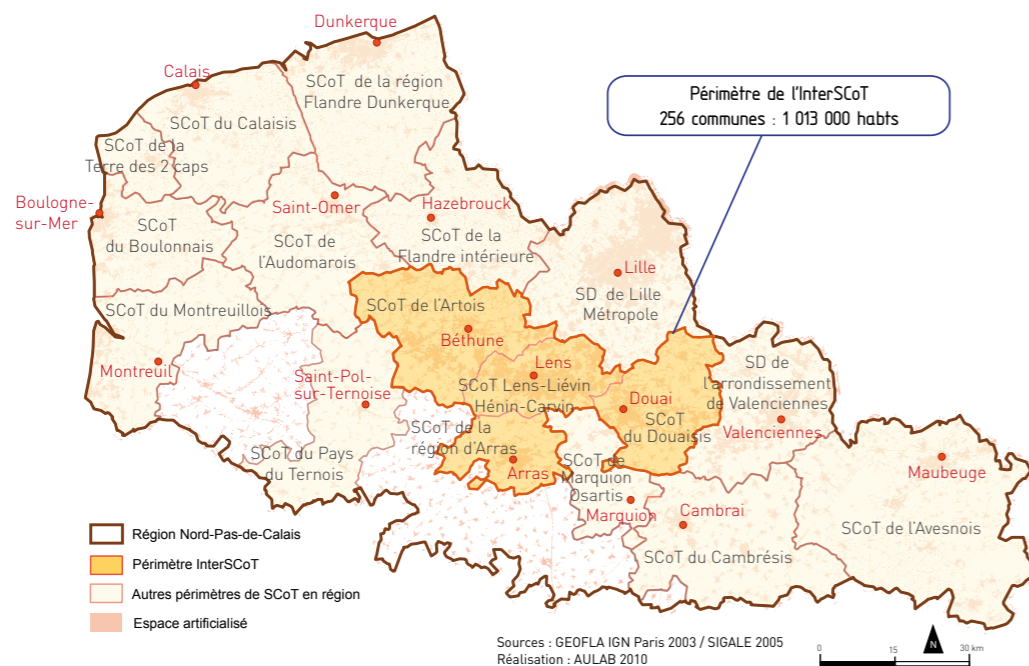 Dunkerque
Calais
SCoT de la région
Flandre Dunkerque
Périmètre de l'InterSCoT
256 communes : 1 013 000 habts
SCoT du Calaisis
SCoT de la
Terre des 2 caps
Boulogne-
sur-Mer
Saint-Omer
Hazebrouck
SCoT
du Boulonnais
SCoT de
l'Audomarois
SCoT de la
Flandre intérieure
Lille
SD de Lille
Métropole
SCoT du Montreuillois
SCoT de l'Artois
Béthune
Montreuil
Saint-Pol-
sur-Ternoise
Lens
SCoT Lens-Liévin
Hénin-Carvin
Douai
SCoT
du Douaisis
SD de
l'arrondissement
de Valenciennes
Valenciennes
SCoT de la
région d'Arras
Arras
SCoT du Pays
du Ternois
SCoT de
Marquion
Osartis
Marquion
Cambrai
SCoT du Cambrésis
Maubeuge
SCoT de l'Avesnois
Région Nord-Pas-de-Calais
Périmètre InterSCoT
Autres périmètres de SCoT en région
Espace artificialisé
Sources : GEOFLA IGN Paris 2003 / SIGALE 2005
Réalisation : AULAB 2010
N
0 15 30 km